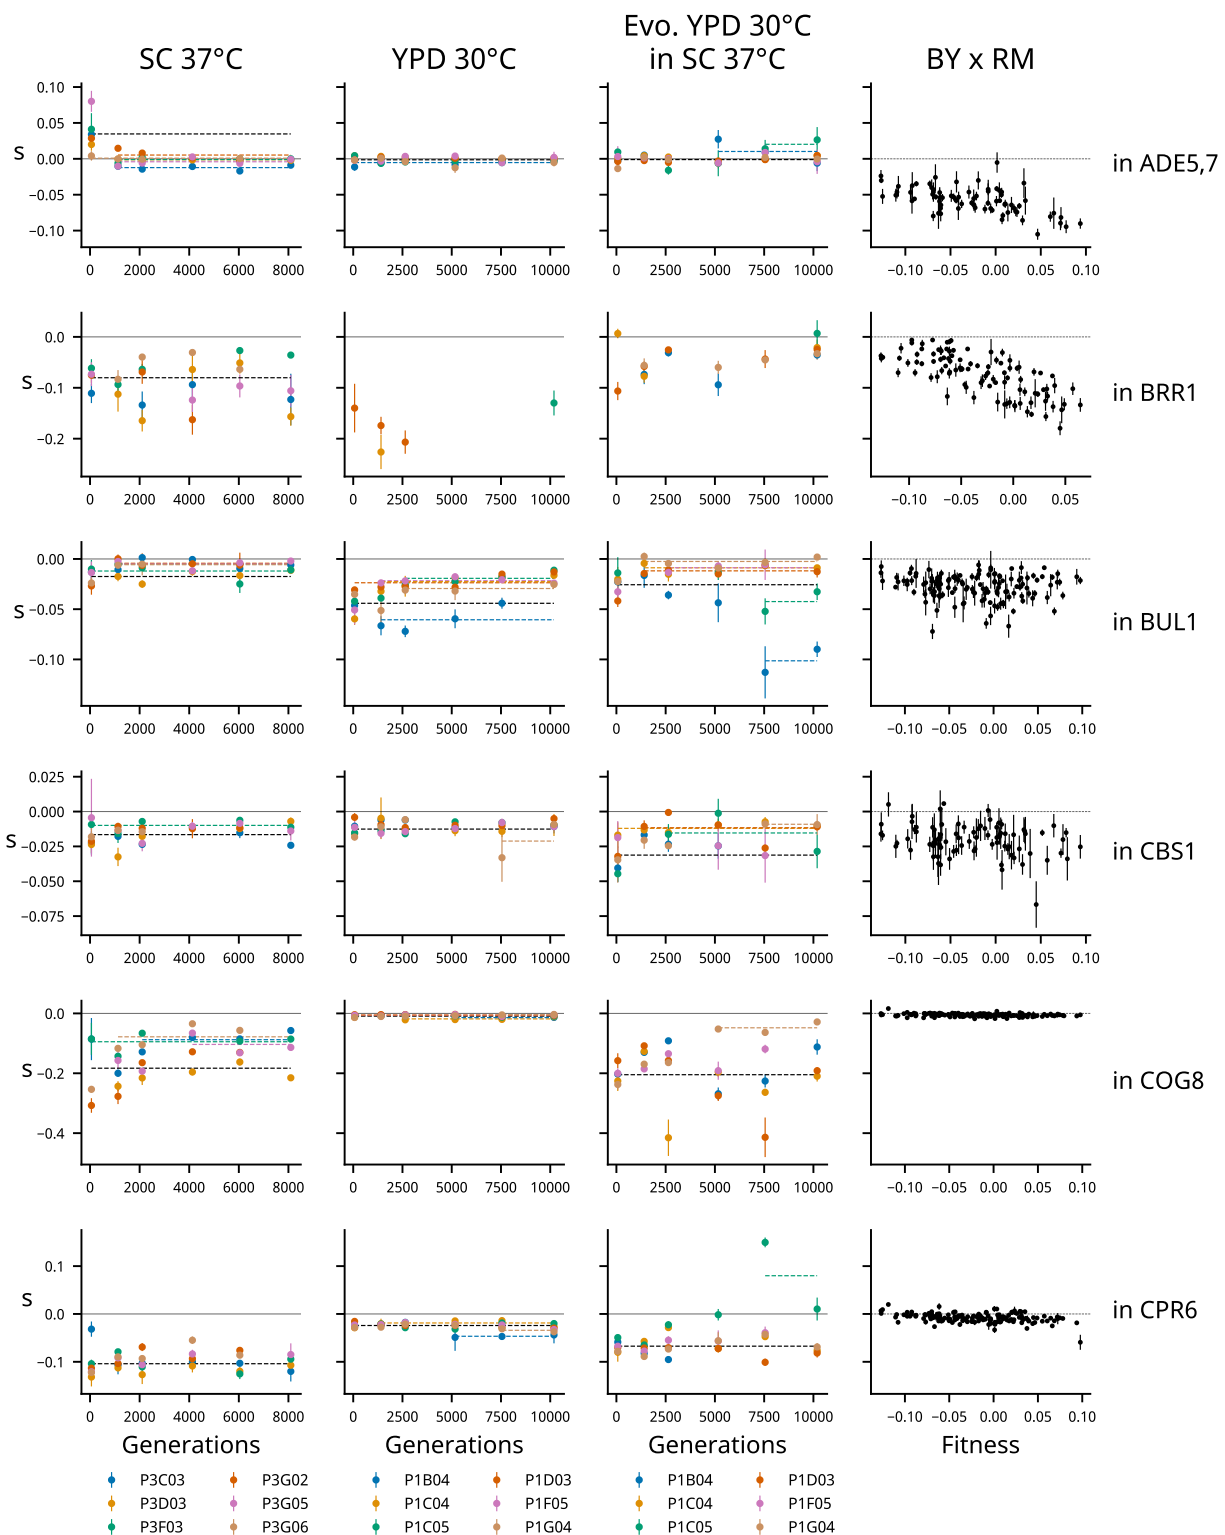 SC 37°C
YPD 30°C
Evo. YPD 30°C
in SC 37°C
BY x RM
0.10
0.05
0.00
−0.05
−0.10
s
0 2000 4000 6000 8000
0 2500 5000 7500 10000
0 2500 5000 7500 10000
−0.10 −0.05 0.00 0.05 0.10
in ADE5,7
0.0
−0.1
−0.2
s
0 2000 4000 6000 8000
0 2500 5000 7500 10000
0 2500 5000 7500 10000
−0.10 −0.05 0.00 0.05
in BRR1
0.00
−0.05
−0.10
s
0 2000 4000 6000 8000
0 2500 5000 7500 10000
0 2500 5000 7500 10000
−0.10 −0.05 0.00 0.05 0.10
in BUL1
0.025
0.000
−0.025
−0.050
−0.075
s
0 2000 4000 6000 8000
0 2500 5000 7500 10000
0 2500 5000 7500 10000
−0.10 −0.05 0.00 0.05 0.10
in CBS1
0.0
−0.2
−0.4
s
0 2000 4000 6000 8000
0 2500 5000 7500 10000
0 2500 5000 7500 10000
−0.10 −0.05 0.00 0.05 0.10
in COG8
0.1
0.0
−0.1
s
0 2000 4000 6000 8000
0 2500 5000 7500 10000
0 2500 5000 7500 10000
−0.10 −0.05 0.00 0.05 0.10
in CPR6
Generations
Generations
Generations
Fitness
P3C03 P3G02 P1B04 P1D03 P1B04 P1D03
P3D03 P3G05 P1C04 P1F05 P1C04 P1F05
P3F03 P3G06 P1C05 P1G04 P1C05 P1G04